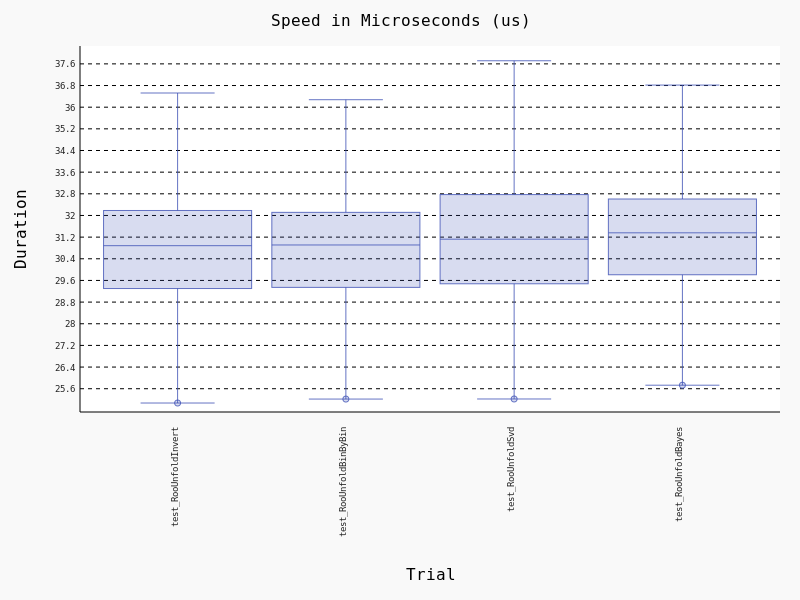 Speed in Microseconds (us)
Duration
37.6
36.8
36
35.2
34.4
33.6
32.8
32
31.2
30.4
29.6
28.8
28
27.2
26.4
25.6
test_RooUnfoldInvert
test_RooUnfoldBinByBin
test_RooUnfoldSvd
test_RooUnfoldBayes
Trial